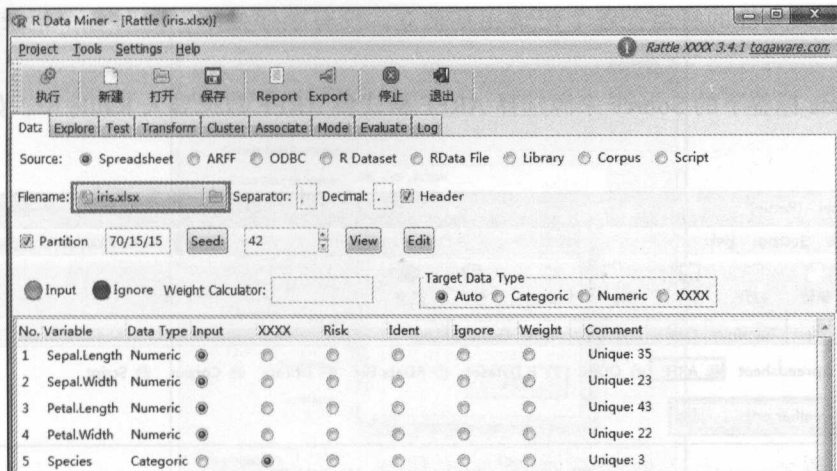 R Data Miner - [Rattle (iris.xlsx)]
Project Tools Settings Help
Rattle XXXX 3.4.1 togaware.com
执行 新建 打开 保存 Report Export 停止 退出
Data Explore Test Transform Cluster Associate Mode Evaluate Log
Source: Spreadsheet ARFF ODBC R Dataset RData File Library Corpus Script
Filename: iris.xlsx Separator: , Decimal: . Header
Partition 70/15/15 Seed: 42 View Edit
Input Ignore Weight Calculator:
Target Data Type
Auto Categoric Numeric XXXX
No. Variable Data Type Input XXXX Risk Ident Ignore Weight Comment
1 Sepal.Length Numeric Unique: 35
2 Sepal.Width Numeric Unique: 23
3 Petal.Length Numeric Unique: 43
4 Petal.Width Numeric Unique: 22
5 Species Categoric Unique: 3